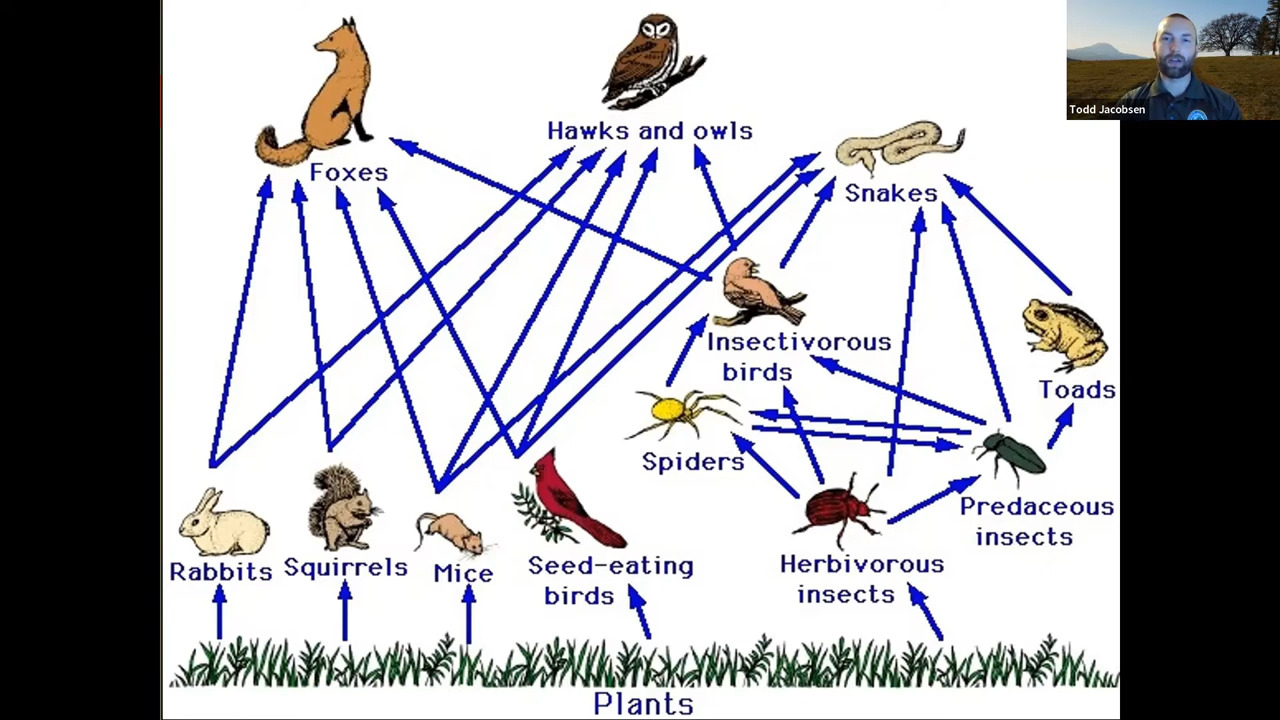 Todd Jacobsen
Hawks and owls
Foxes
Snakes
Insectivorous
birds
Toads
Spiders
Predaceous
insects
Rabbits
Squirrels
Mice
Seed-eating
birds
Herbivorous
insects
Plants